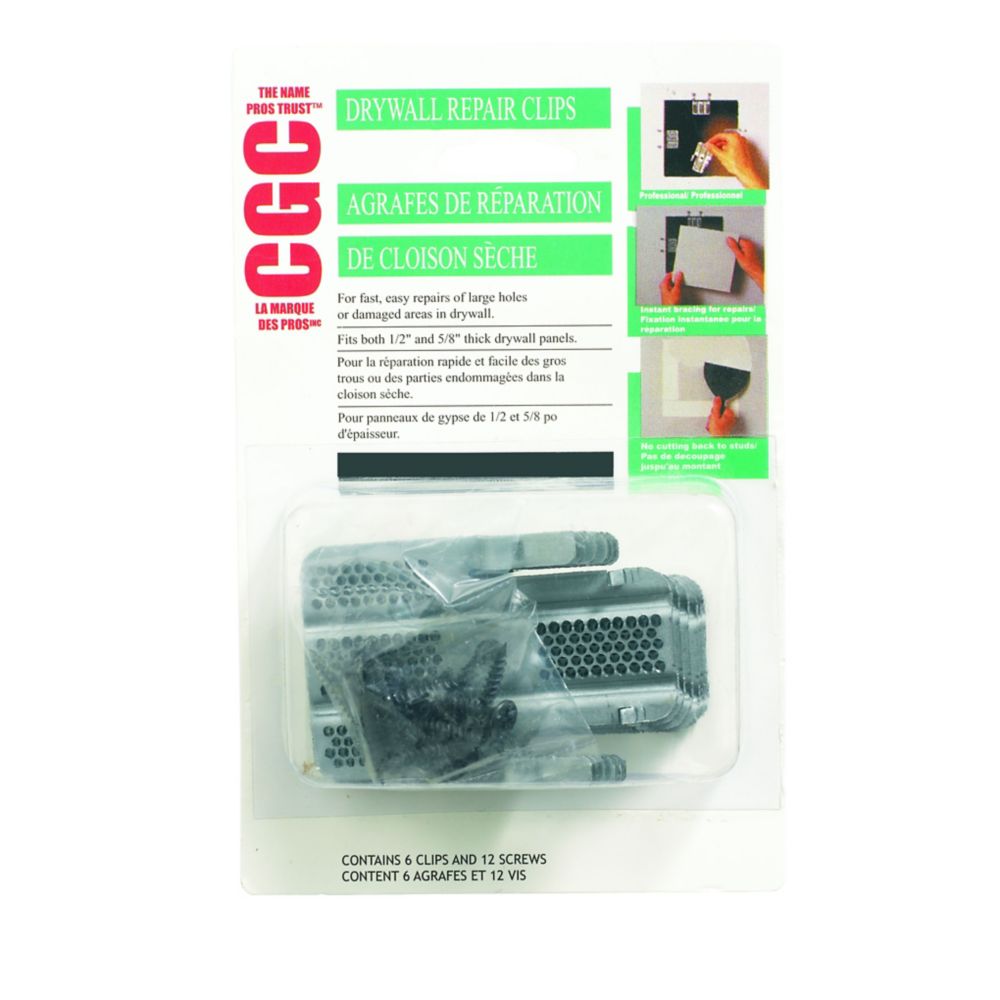 THE NAME
PROS TRUST™
CGC
LA MARQUE
DES PROSINC
DRYWALL REPAIR CLIPS
AGRAFES DE RÉPARATION
DE CLOISON SÈCHE
For fast, easy repairs of large holes
or damaged areas in drywall.
Fits both 1/2" and 5/8" thick drywall panels.
Pour la réparation rapide et facile des gros
trous ou des parties endommagées dans la
cloison sèche.
Pour panneaux de gypse de 1/2 et 5/8 po
d'épaisseur.
Professional/ Professionnel
Instant bracing for repairs/
Fixation instantanee pour la
réparation
No cutting back to studs/
Pas de decoupage
juspu'au montant
CONTAINS 6 CLIPS AND 12 SCREWS
CONTENT 6 AGRAFES ET 12 VIS